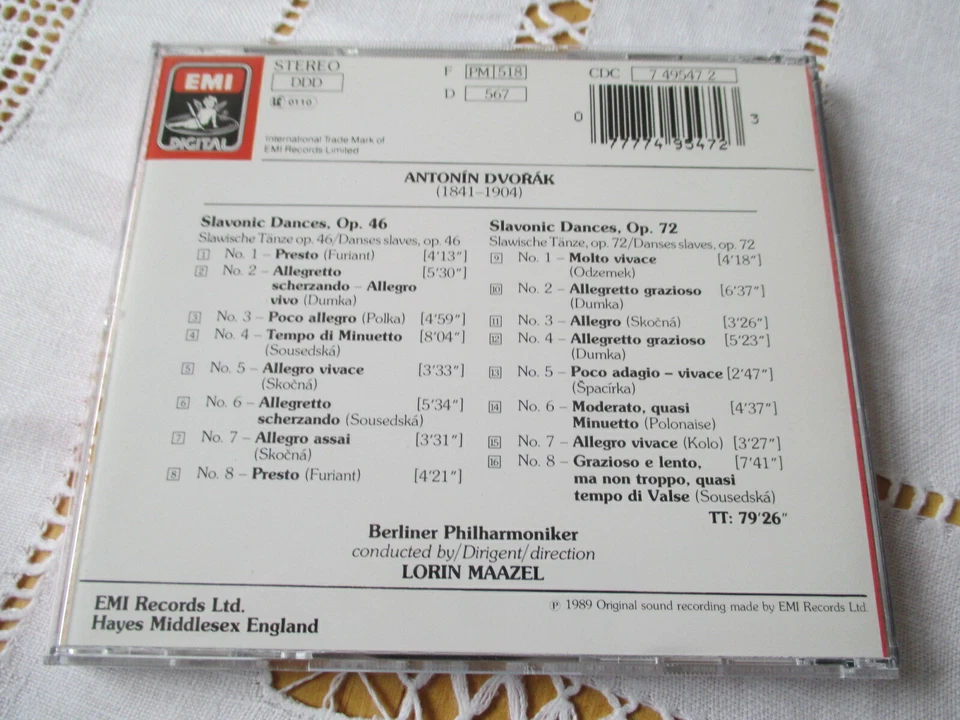 EMI
DIGITAL
STEREO
DDD
LC 0110
International Trade Mark of
EMI Records Limited
F PM 518
D 567
CDC 7 49547 2
0 77774 95472 3
ANTONÍN DVOŘÁK
(1841–1904)
Slavonic Dances, Op. 46
Slawische Tänze op. 46/Danses slaves, op. 46
1 No. 1 – Presto (Furiant) [4'13"]
2 No. 2 – Allegretto [5'30"]
scherzando – Allegro
vivo (Dumka)
3 No. 3 – Poco allegro (Polka) [4'59"]
4 No. 4 – Tempo di Minuetto [8'04"]
(Sousedská)
5 No. 5 – Allegro vivace [3'33"]
(Skočná)
6 No. 6 – Allegretto [5'34"]
scherzando (Sousedská)
7 No. 7 – Allegro assai [3'31"]
(Skočná)
8 No. 8 – Presto (Furiant) [4'21"]
Slavonic Dances, Op. 72
Slawische Tänze, op. 72/Danses slaves, op. 72
9 No. 1 – Molto vivace [4'18"]
(Odzemek)
10 No. 2 – Allegretto grazioso [6'37"]
(Dumka)
11 No. 3 – Allegro (Skočná) [3'26"]
12 No. 4 – Allegretto grazioso [5'23"]
(Dumka)
13 No. 5 – Poco adagio – vivace [2'47"]
(Špacírka)
14 No. 6 – Moderato, quasi [4'37"]
Minuetto (Polonaise)
15 No. 7 – Allegro vivace (Kolo) [3'27"]
16 No. 8 – Grazioso e lento, [7'41"]
ma non troppo, quasi
tempo di Valse (Sousedská)
TT: 79'26"
Berliner Philharmoniker
conducted by/Dirigent/direction
LORIN MAAZEL
EMI Records Ltd.
Hayes Middlesex England
℗ 1989 Original sound recording made by EMI Records Ltd.